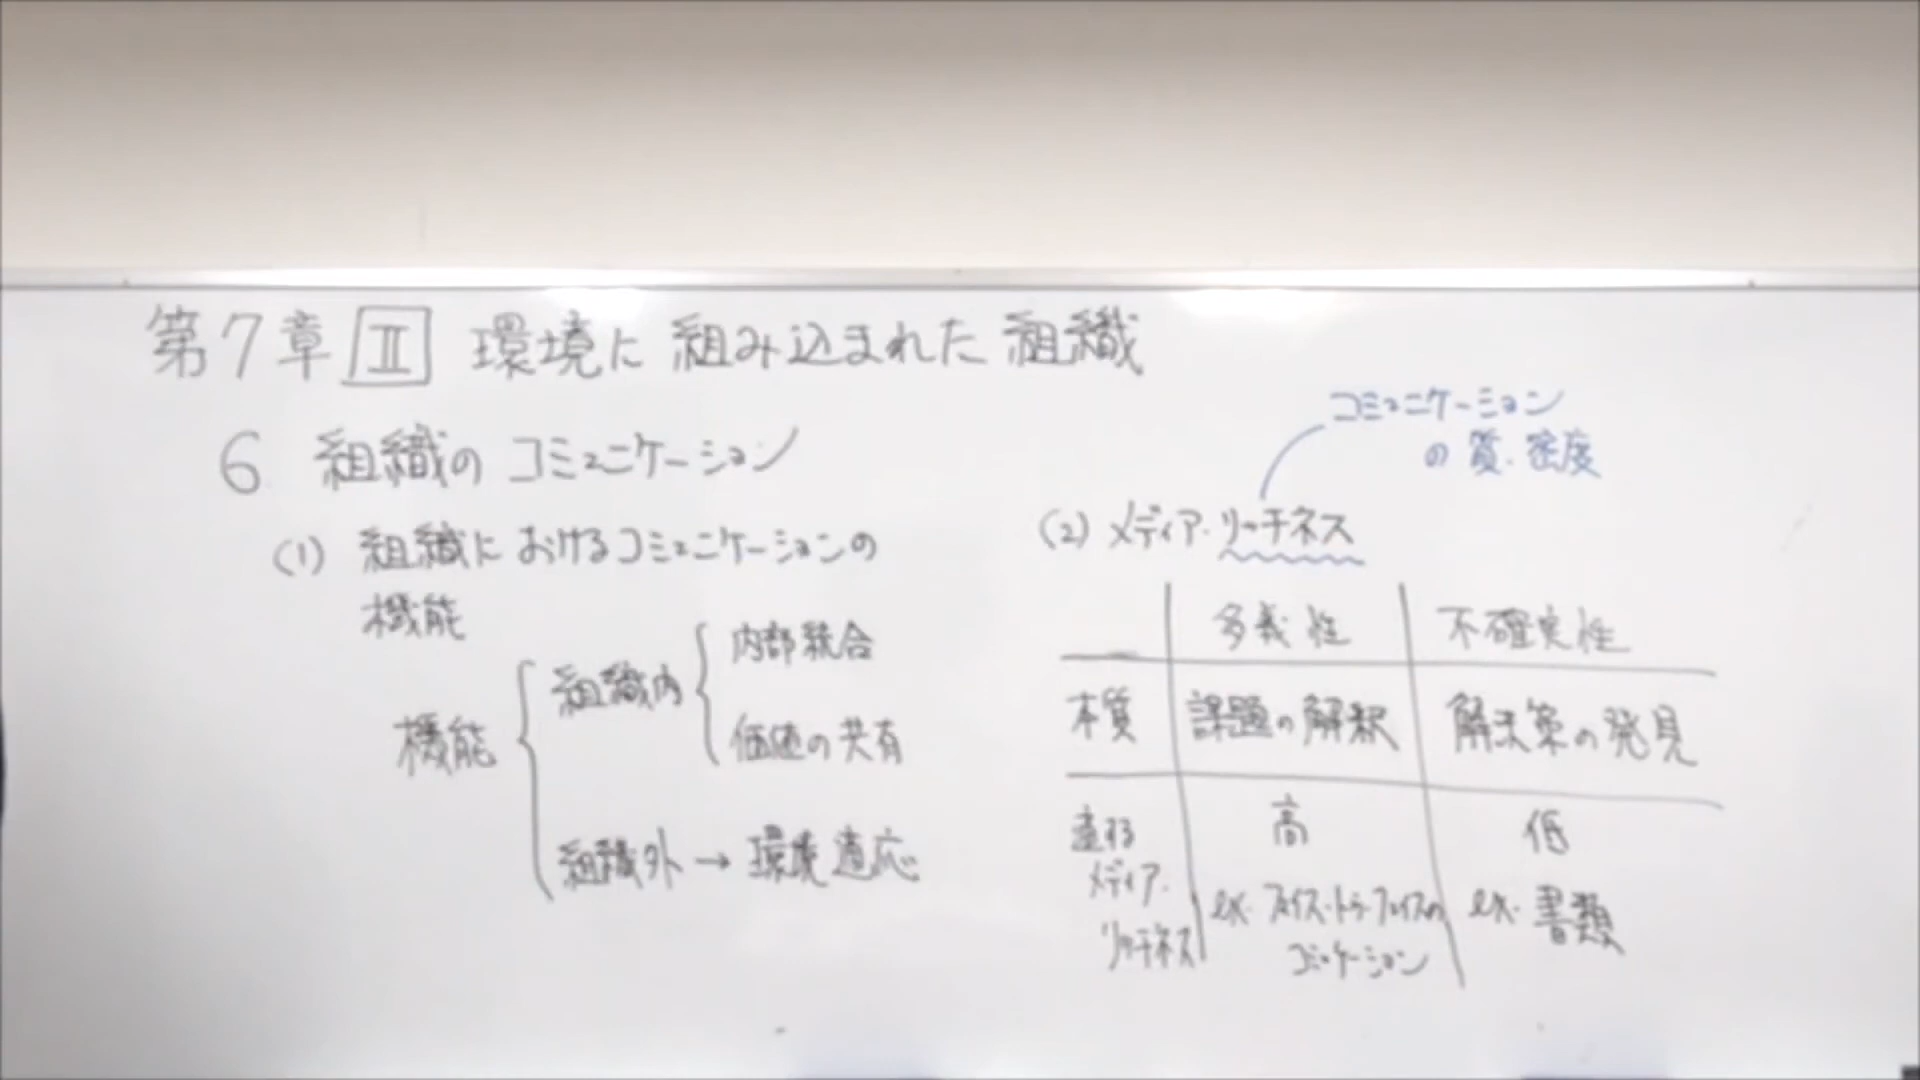 第7章 Ⅱ 環境に組み込まれた組織
6 組織のコミュニケーション
(1) 組織におけるコミュニケーションの
機能
機能
組織内
内部統合
価値の共有
組織外 → 環境適応
コミュニケーション
の質・密度
(2) メディア・リッチネス
多義性 不確実性
本質 課題の解釈 解決策の発見
適する
メディア・
リッチネス
高
ex. フェイス・トゥ・フェイスの
コミュニケーション
低
ex. 書類